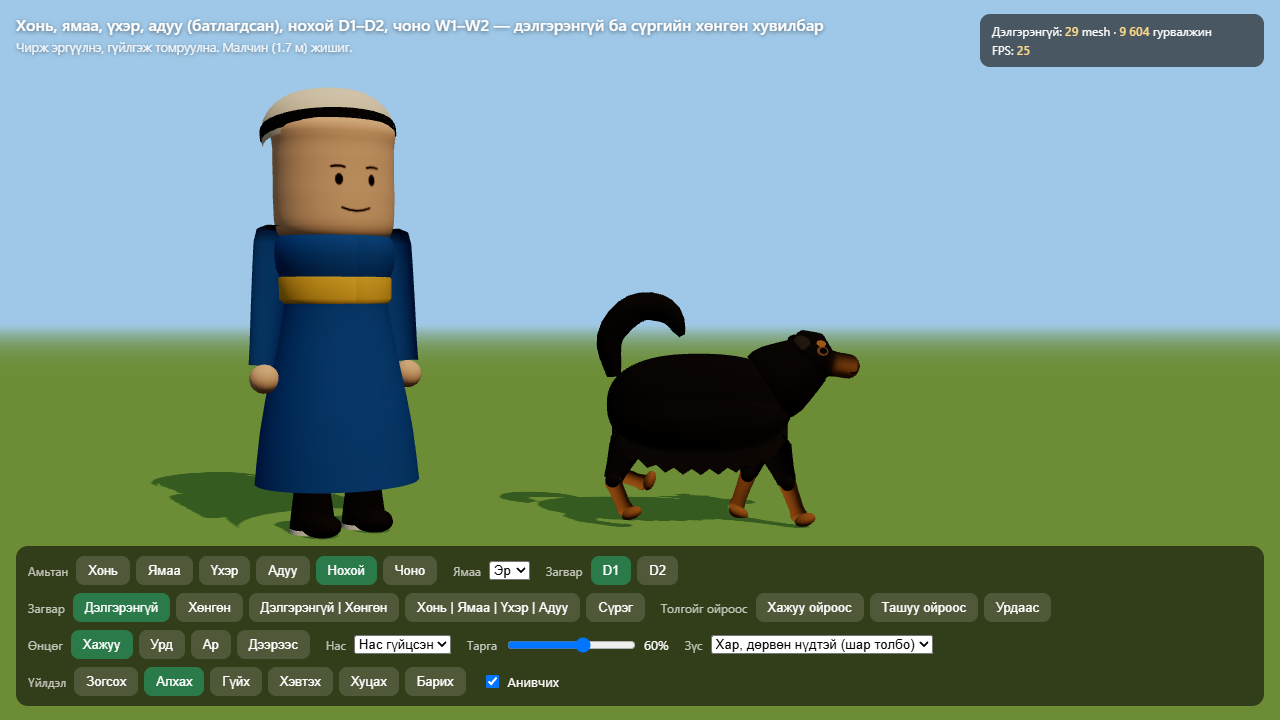 Хонь, ямаа, үхэр, адуу (батлагдсан), нохой D1–D2, чоно W1–W2 — дэлгэрэнгүй ба сүргийн хөнгөн хувилбар
Чирж эргүүлнэ, гүйлгэж томруулна. Малчин (1.7 м) жишиг.
Дэлгэрэнгүй: 29 mesh · 9 604 гурвалжин
FPS: 25
Амьтан Хонь Ямаа Үхэр Адуу Нохой Чоно Ямаа Эр Загвар D1 D2
Загвар Дэлгэрэнгүй Хөнгөн Дэлгэрэнгүй | Хөнгөн Хонь | Ямаа | Үхэр | Адуу Сүрэг Толгойг ойроос Хажуу ойроос Ташуу ойроос Урдаас
Өнцөг Хажуу Урд Ар Дээрээс Нас Нас гүйцсэн Тарга 60% Зүс Хар, дөрвөн нүдтэй (шар толбо)
Үйлдэл Зогсох Алхах Гүйх Хэвтэх Хуцах Барих Анивчих